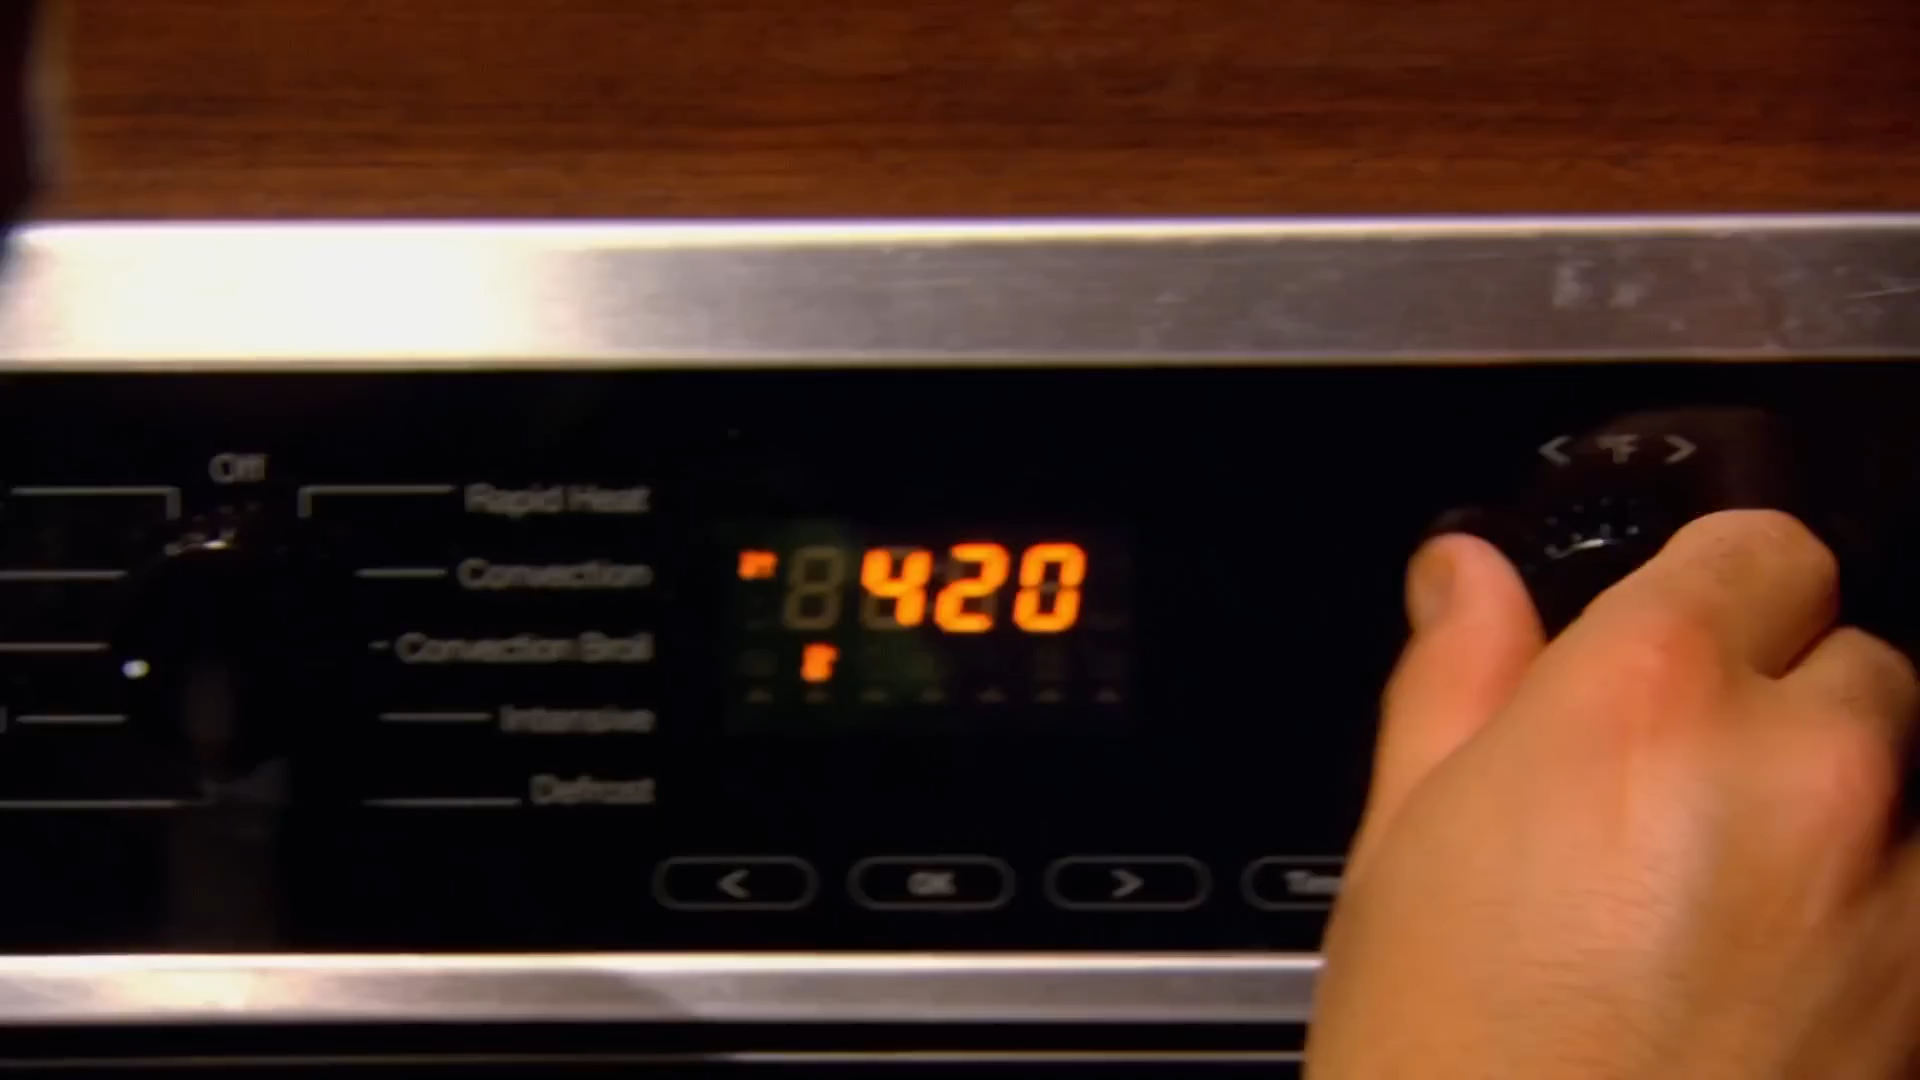 Off
Rapid Heat
Convection
Convection Broil
Intensive
Defrost
420
< °F >
< OK >